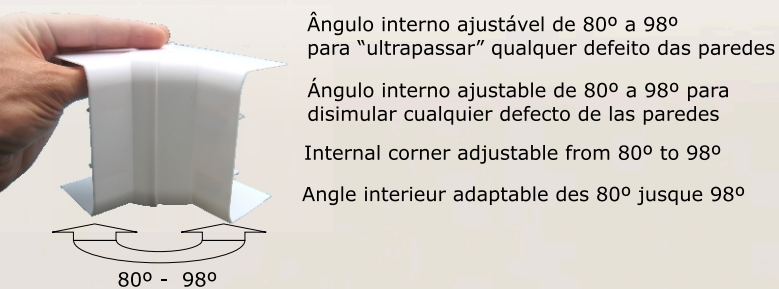 Ângulo interno ajustável de 80º a 98º
para “ultrapassar” qualquer defeito das paredes
Ángulo interno ajustable de 80º a 98º para
disimular cualquier defecto de las paredes
Internal corner adjustable from 80º to 98º
Angle interieur adaptable des 80º jusque 98º
80º - 98º